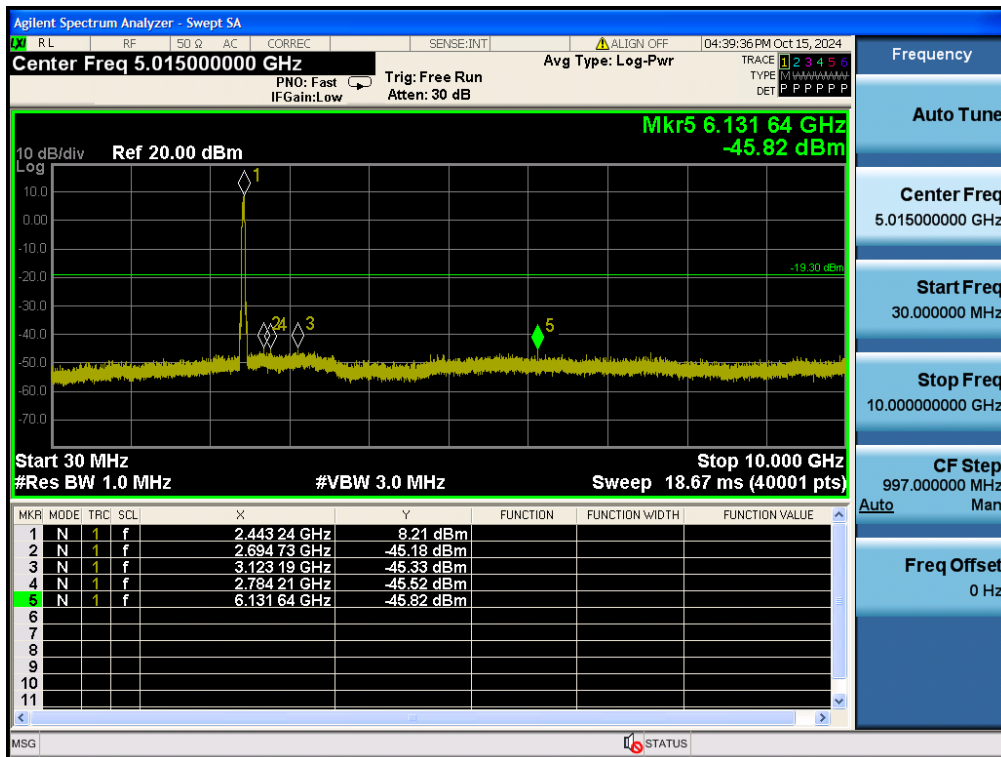 Agilent Spectrum Analyzer - Swept SA
LXI RL RF 50 Ω AC CORREC SENSE:INT ALIGN OFF 04:39:36 PM Oct 15, 2024
Center Freq 5.015000000 GHz
PNO: Fast
IFGain:Low
Trig: Free Run
Atten: 30 dB
Avg Type: Log-Pwr
TRACE 1 2 3 4 5 6
TYPE M WWWWW
DET P P P P P P
Mkr5 6.131 64 GHz
-45.82 dBm
10 dB/div Ref 20.00 dBm
Log
10.0
0.00
-10.0
-20.0
-30.0
-40.0
-50.0
-60.0
-70.0
1
-19.30 dBm
2 4 3
5
Start 30 MHz Stop 10.000 GHz
#Res BW 1.0 MHz #VBW 3.0 MHz Sweep 18.67 ms (40001 pts)
MKR MODE TRC SCL X Y FUNCTION FUNCTION WIDTH FUNCTION VALUE
1 N 1 f 2.443 24 GHz 8.21 dBm
2 N 1 f 2.694 73 GHz -45.18 dBm
3 N 1 f 3.123 19 GHz -45.33 dBm
4 N 1 f 2.784 21 GHz -45.52 dBm
5 N 1 f 6.131 64 GHz -45.82 dBm
6
7
8
9
10
11
MSG STATUS
Frequency
Auto Tune
Center Freq
5.015000000 GHz
Start Freq
30.000000 MHz
Stop Freq
10.000000000 GHz
CF Step
997.000000 MHz
Auto Man
Freq Offset
0 Hz